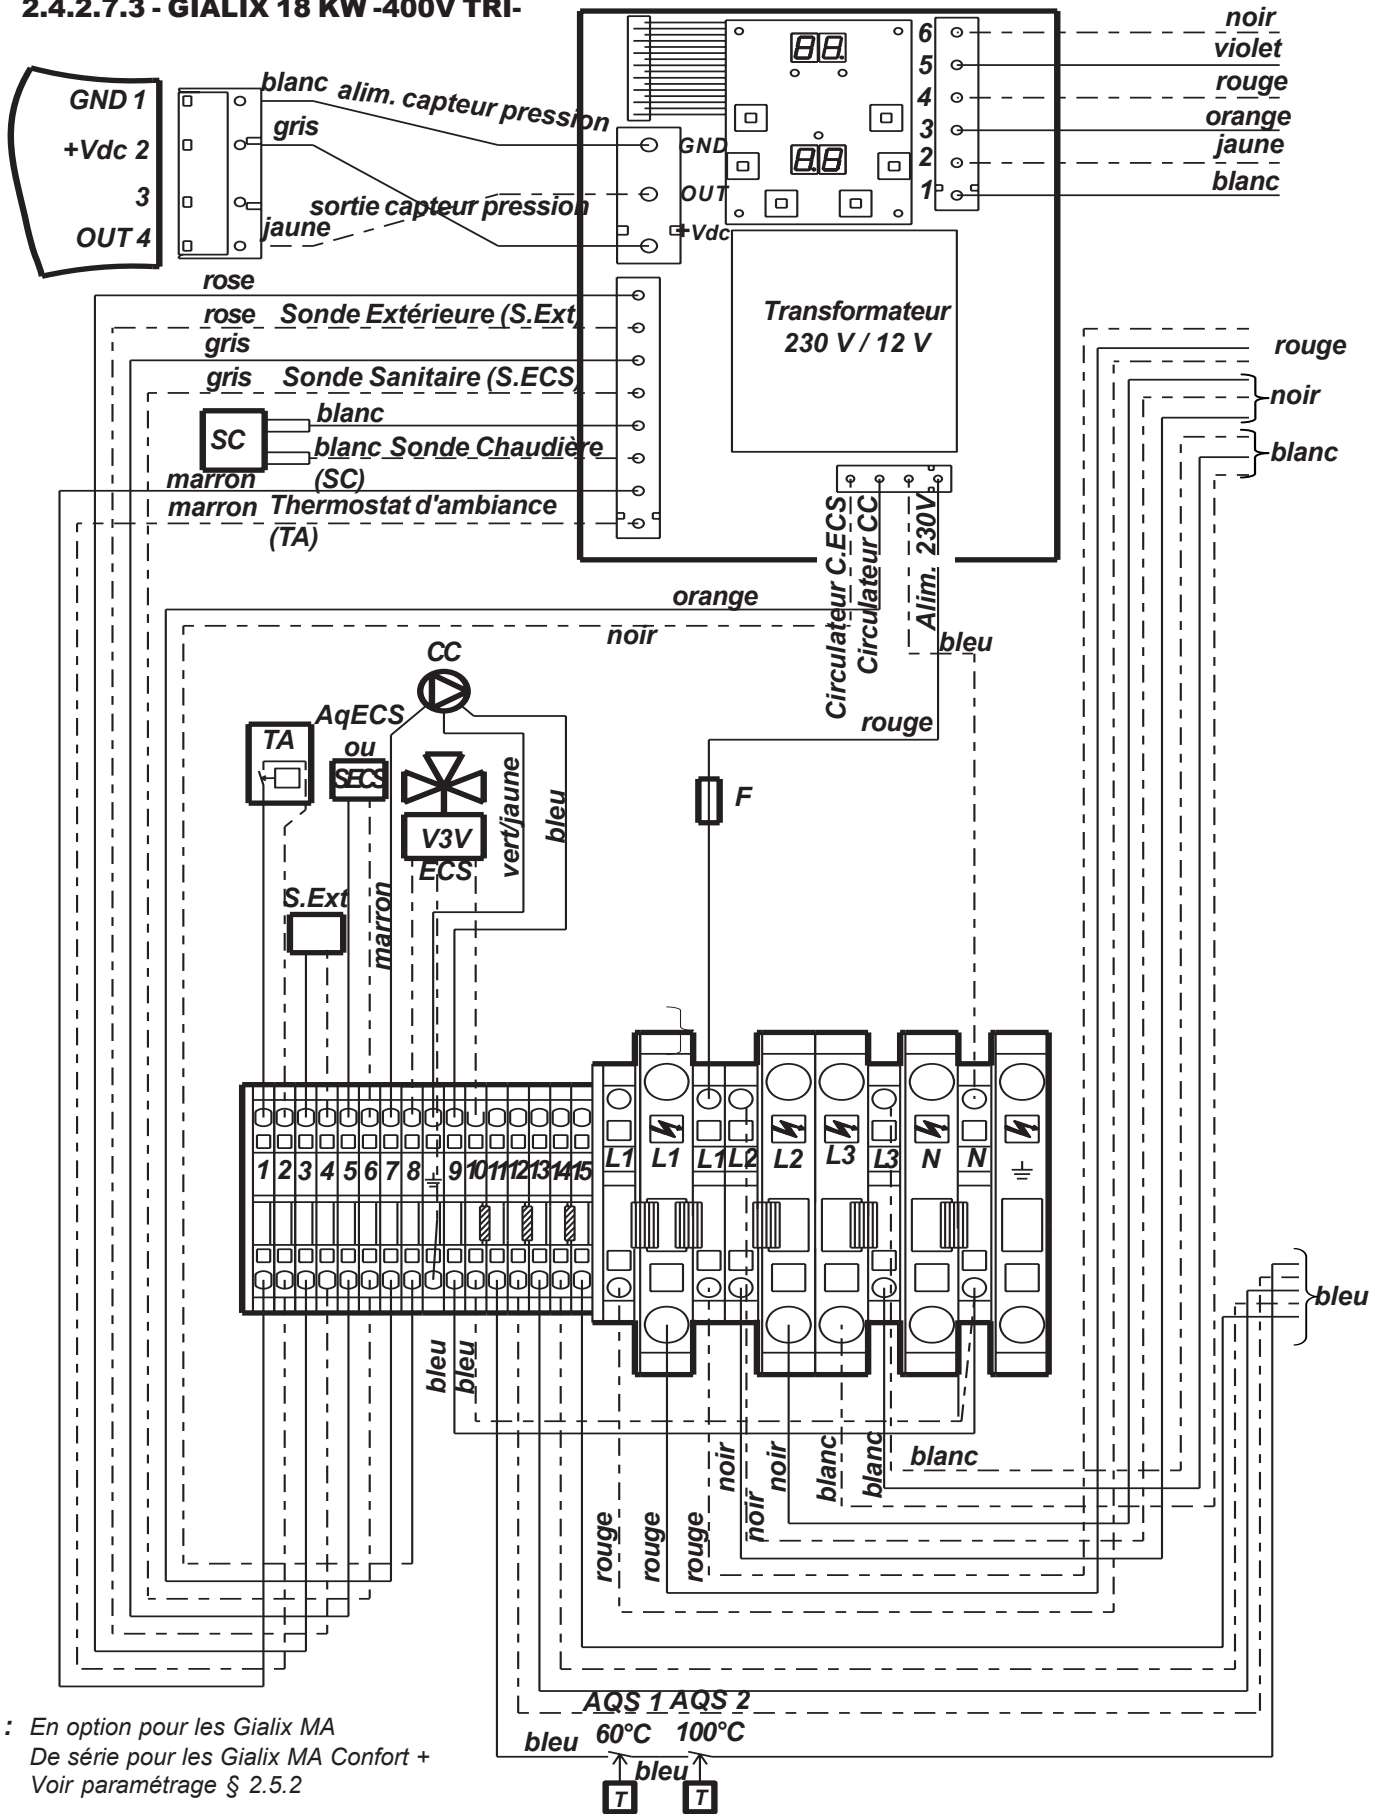 2.4.2.7.3 - GIALIX 18 KW -400V TRI-
GND 1
+Vdc 2
3
OUT 4
blanc
alim. capteur pression
gris
sortie capteur pression
jaune
GND
OUT
+Vdc
88.
88.
6
5
4
3
2
1
noir
violet
rouge
orange
jaune
blanc
rose
rose Sonde Extérieure (S.Ext)
gris
gris Sonde Sanitaire (S.ECS)
SC
blanc
blanc Sonde Chaudière
(SC)
marron
marron Thermostat d'ambiance
(TA)
Transformateur
230 V / 12 V
Circulateur C.ECS
Circulateur CC
Alim. 230V
rouge
noir
blanc
orange
noir
bleu
rouge
CC
TA
AqECS
ou
SECS
V3V
ECS
S.Ext
marron
vert/jaune
bleu
F
1 2 3 4 5 6 7 8 9 10 11 12 13 14 15
L1 L1 L1 L2 L2 L3 L3 N N
bleu
bleu
bleu
rouge
rouge
rouge
noir
noir
noir
blanc
blanc
blanc
AQS 1 AQS 2
60°C 100°C
bleu
bleu
T
T
: En option pour les Gialix MA
De série pour les Gialix MA Confort +
Voir paramétrage § 2.5.2